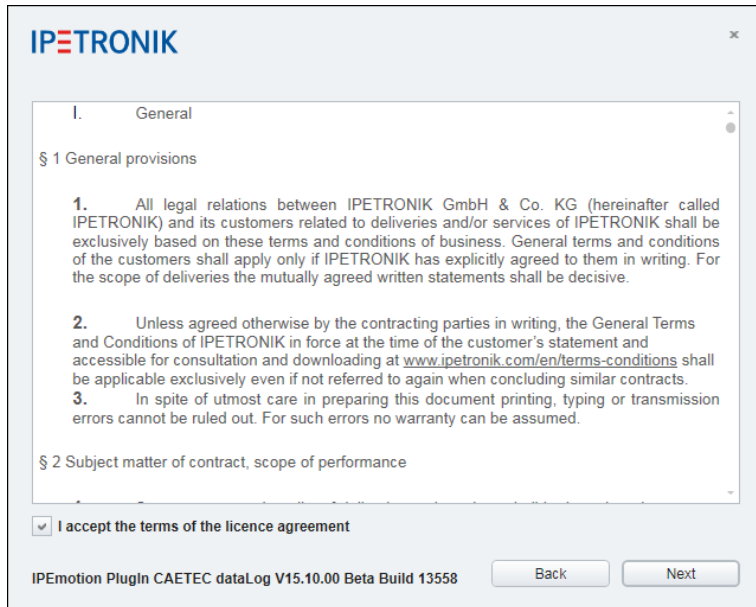 IPETRONIK
I. General
§ 1 General provisions
1. All legal relations between IPETRONIK GmbH & Co. KG (hereinafter called
IPETRONIK) and its customers related to deliveries and/or services of IPETRONIK shall be
exclusively based on these terms and conditions of business. General terms and conditions
of the customers shall apply only if IPETRONIK has explicitly agreed to them in writing. For
the scope of deliveries the mutually agreed written statements shall be decisive.
2. Unless agreed otherwise by the contracting parties in writing, the General Terms
and Conditions of IPETRONIK in force at the time of the customer's statement and
accessible for consultation and downloading at www.ipetronik.com/en/terms-conditions shall
be applicable exclusively even if not referred to again when concluding similar contracts.
3. In spite of utmost care in preparing this document printing, typing or transmission
errors cannot be ruled out. For such errors no warranty can be assumed.
§ 2 Subject matter of contract, scope of performance
I accept the terms of the licence agreement
IPEmotion PlugIn CAETEC dataLog V15.10.00 Beta Build 13558
Back
Next